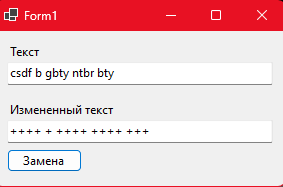 Form1
Текст
csdf b gbty ntbr bty
Измененный текст
++++ + ++++ ++++ +++
Замена